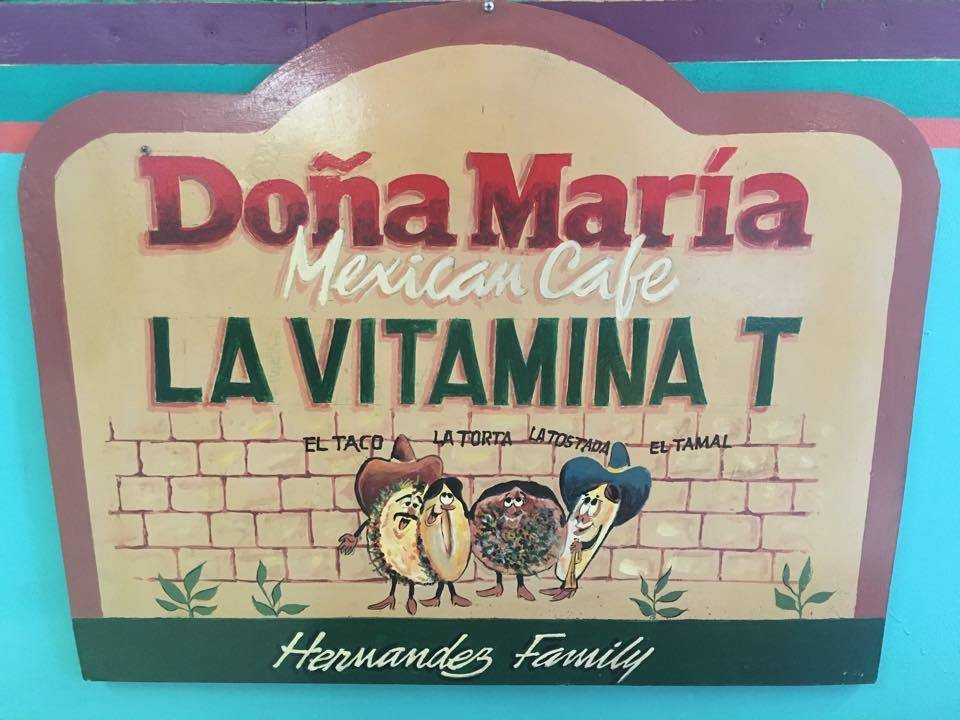 Doña María
Mexican Cafe
LA VITAMINA T
EL TACO LA TORTA LA TOSTADA EL TAMAL
Hernandez Family